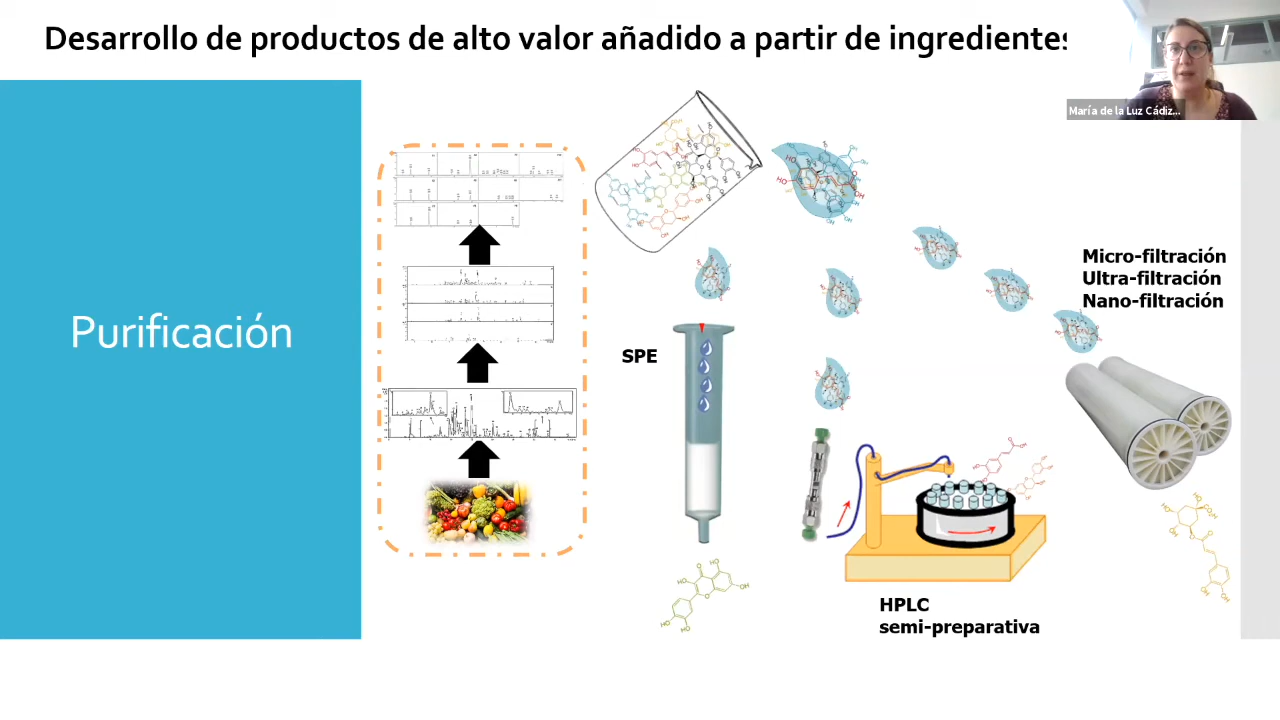 Desarrollo de productos de alto valor añadido a partir de ingredientes
María de la Luz Cádiz...
Purificación
SPE
Micro-filtración
Ultra-filtración
Nano-filtración
HPLC
semi-preparativa